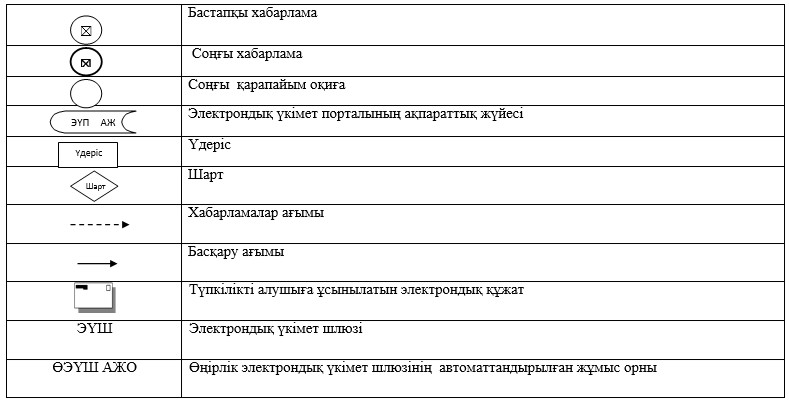 Бастапқы хабарлама
Соңғы хабарлама
Соңғы қарапайым оқиға
ЭҮП АЖ Электрондық үкімет порталының ақпараттық жүйесі
Үдеріс Үдеріс
Шарт Шарт
Хабарламалар ағымы
Басқару ағымы
Түпкілікті алушыға ұсынылатын электрондық құжат
ЭҮШ Электрондық үкімет шлюзі
ӨЭҮШ АЖО Өңірлік электрондық үкімет шлюзінің автоматтандырылған жұмыс орны